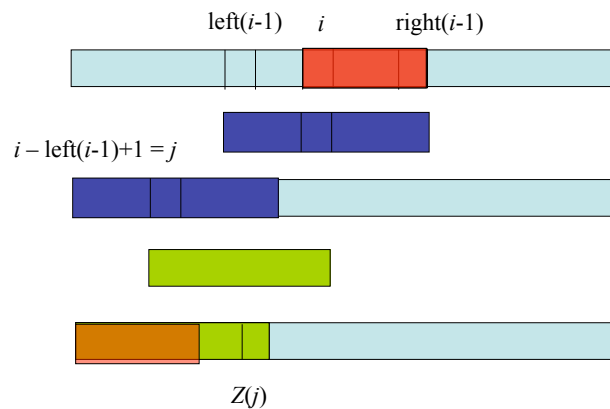 left(i-1) i right(i-1)
i – left(i-1)+1 = j
Z(j)